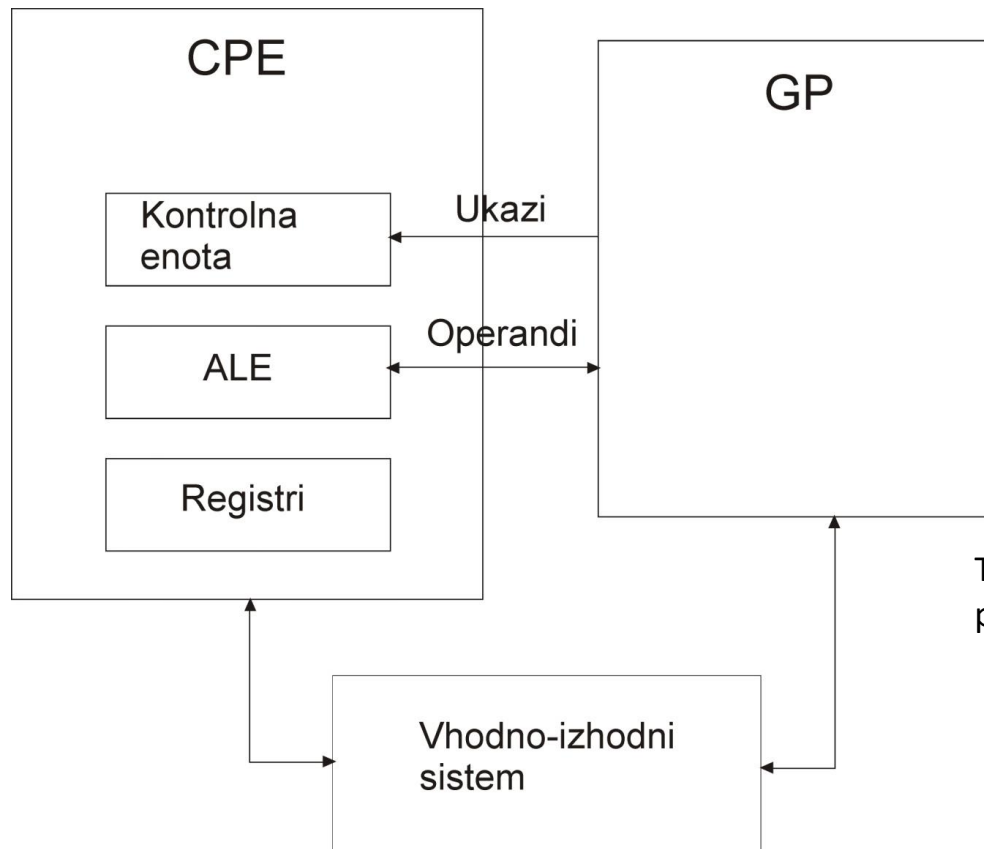 CPE
GP
Kontrolna
enota
Ukazi
Operandi
ALE
Registri
Vhodno-izhodni
sistem